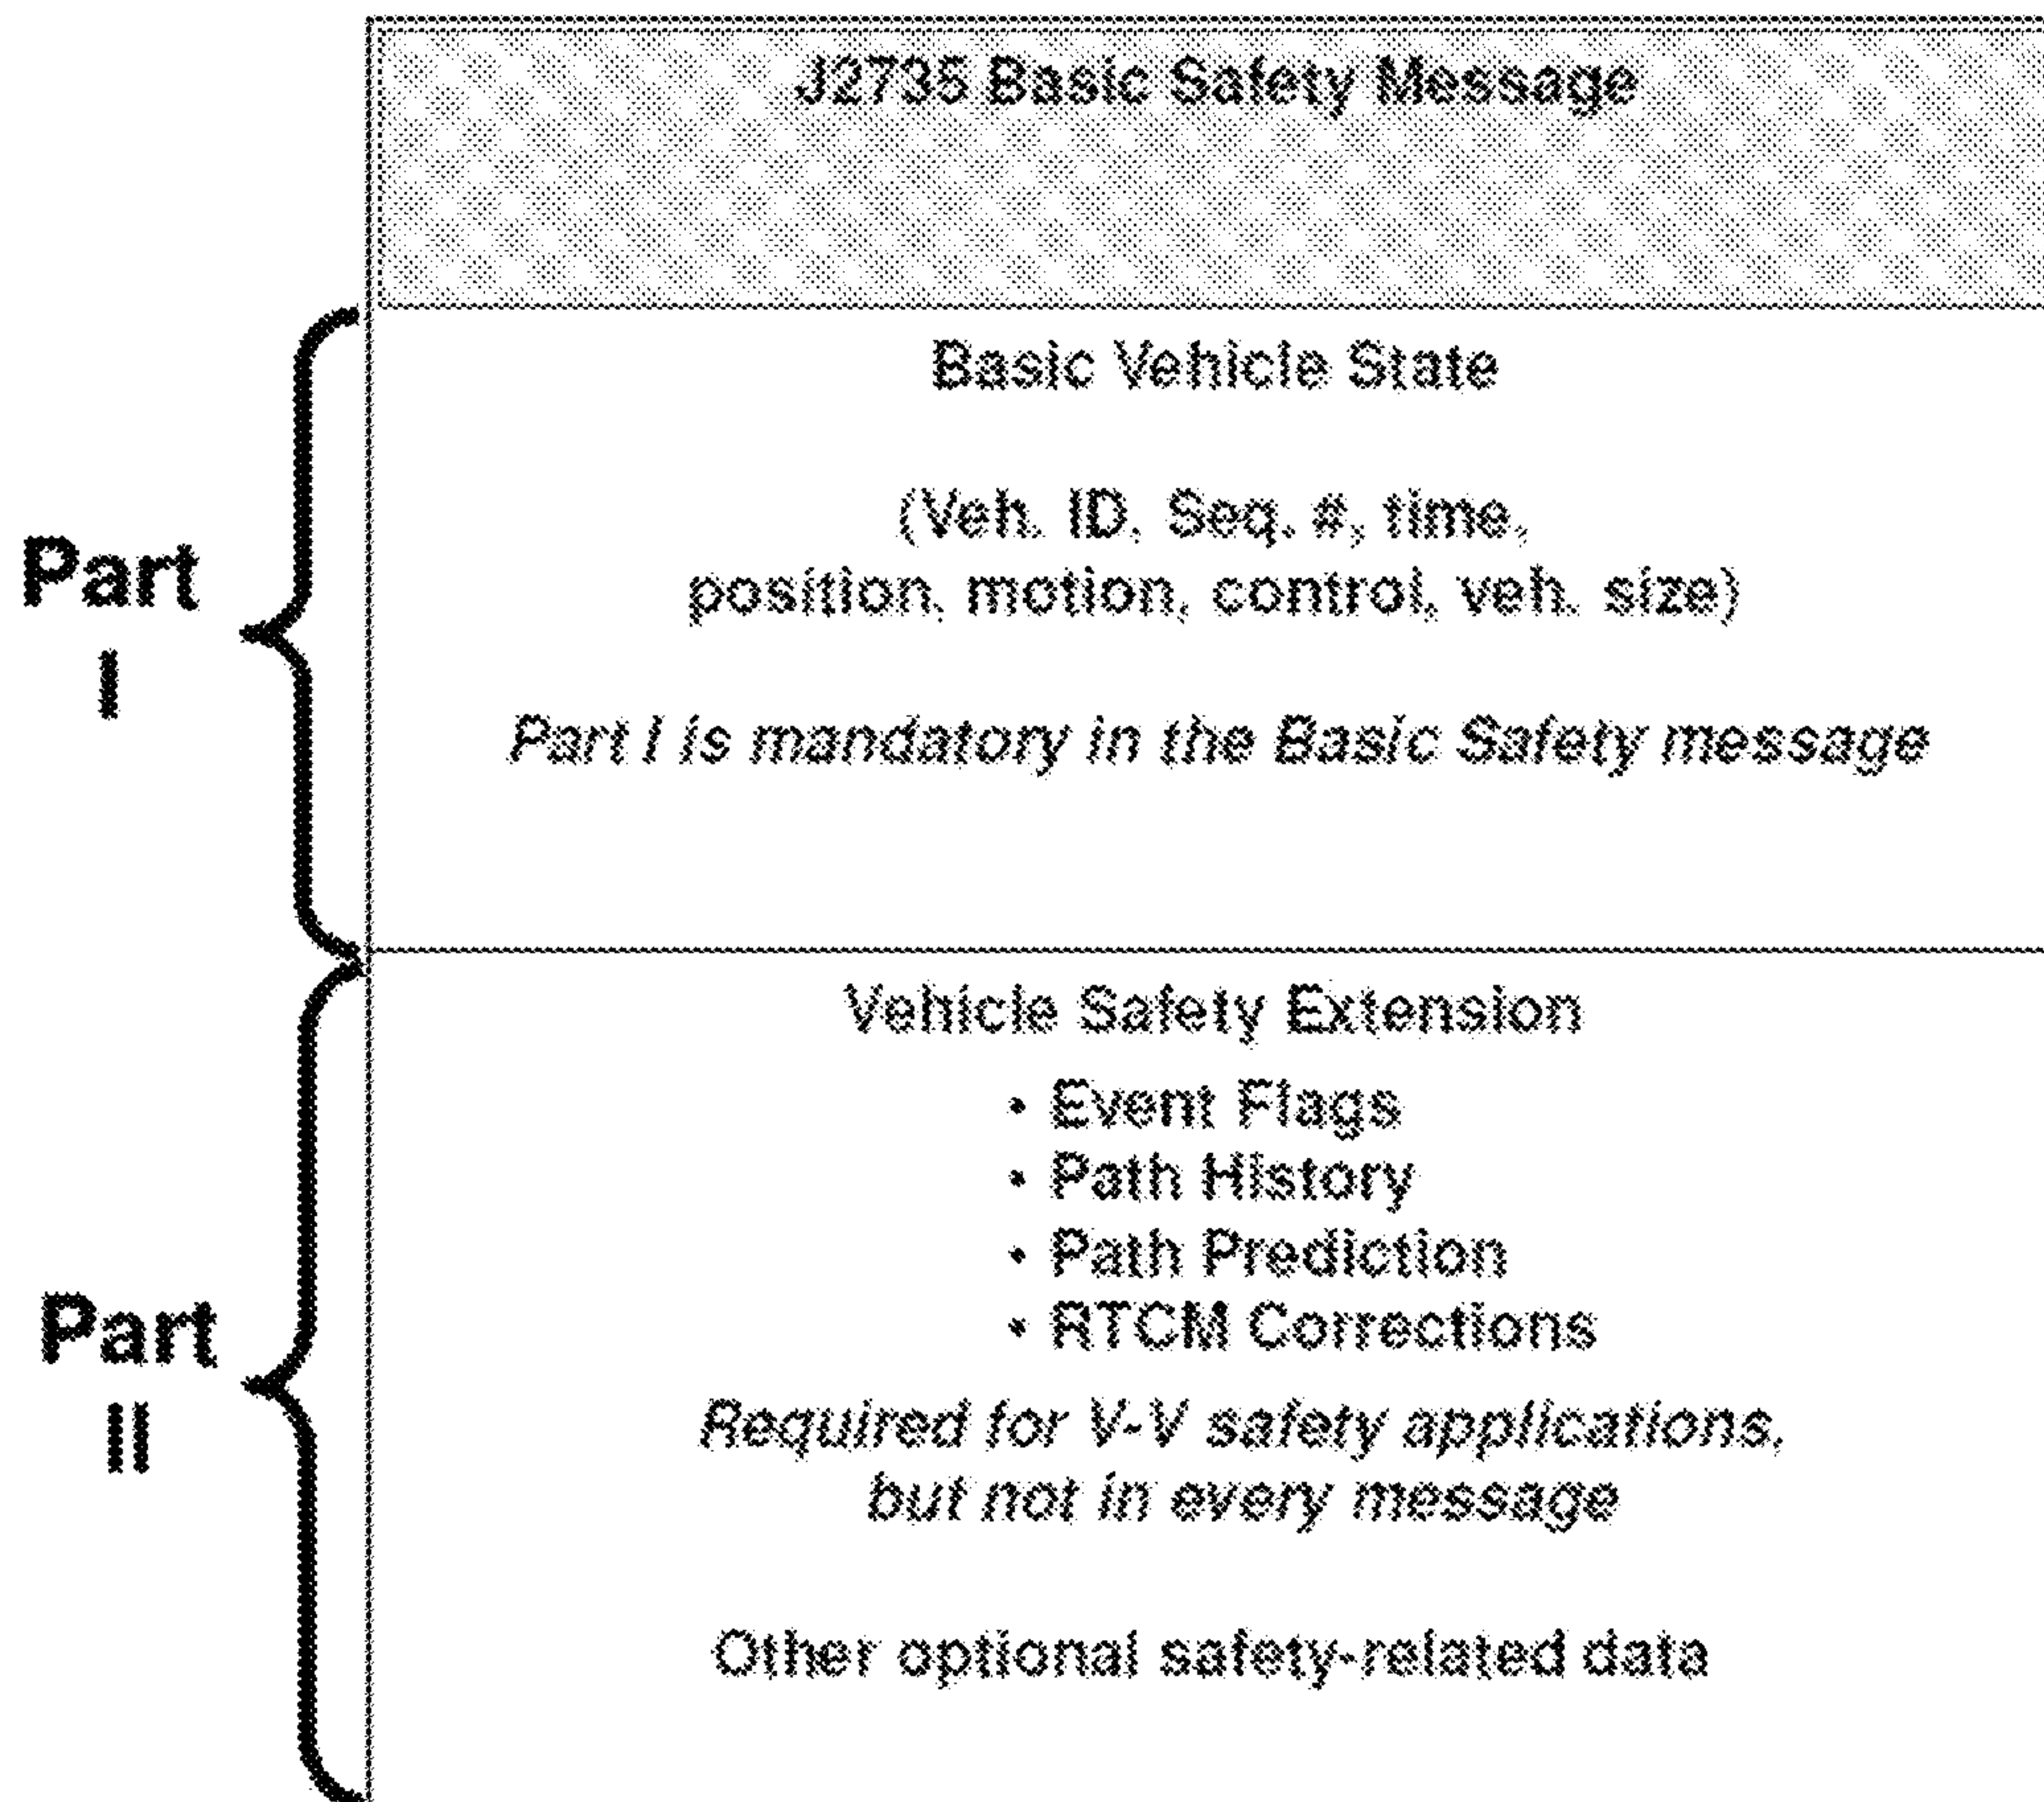 J2735 Basic Safety Message
Part
I
Basic Vehicle State
(Veh. ID, Seq. #, time,
position, motion, control, veh. size)
Part I is mandatory in the Basic Safety message
Part
II
Vehicle Safety Extension
• Event Flags
• Path History
• Path Prediction
• RTCM Corrections
Required for V-V safety applications,
but not in every message
Other optional safety-related data